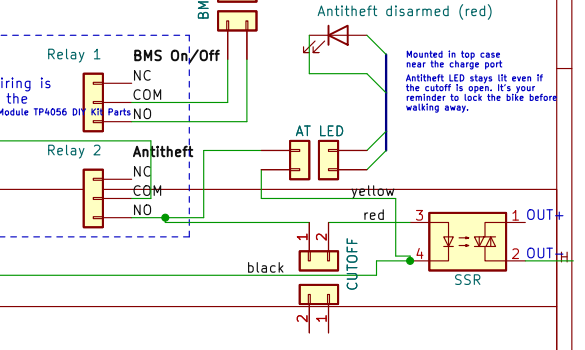 BM
Antitheft disarmed (red)
Relay 1
BMS On/Off
iring is
the
Module TP4056 DIY Kit Parts
NC
COM
NO
Mounted in top case
near the charge port
Antitheft LED stays lit even if
the cutoff is open. It's your
reminder to lock the bike before
walking away.
Relay 2
Antitheft
NC
COM
NO
AT LED
yellow
red
3
4
1
2
OUT+
OUT-
SSR
1
2
CUTOFF
black
2
1